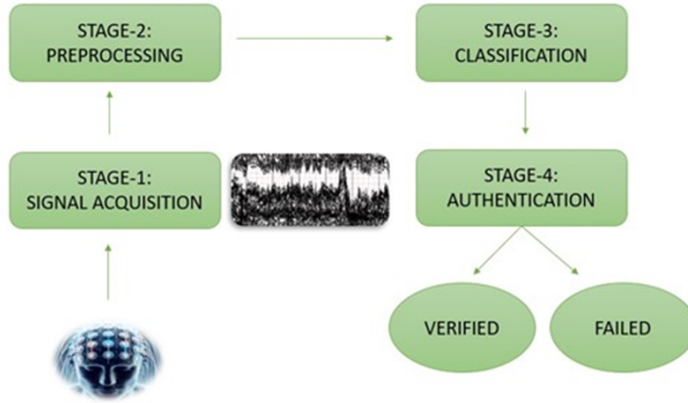 STAGE-2:
PREPROCESSING
STAGE-3:
CLASSIFICATION
STAGE-1:
SIGNAL ACQUISITION
STAGE-4:
AUTHENTICATION
VERIFIED
FAILED